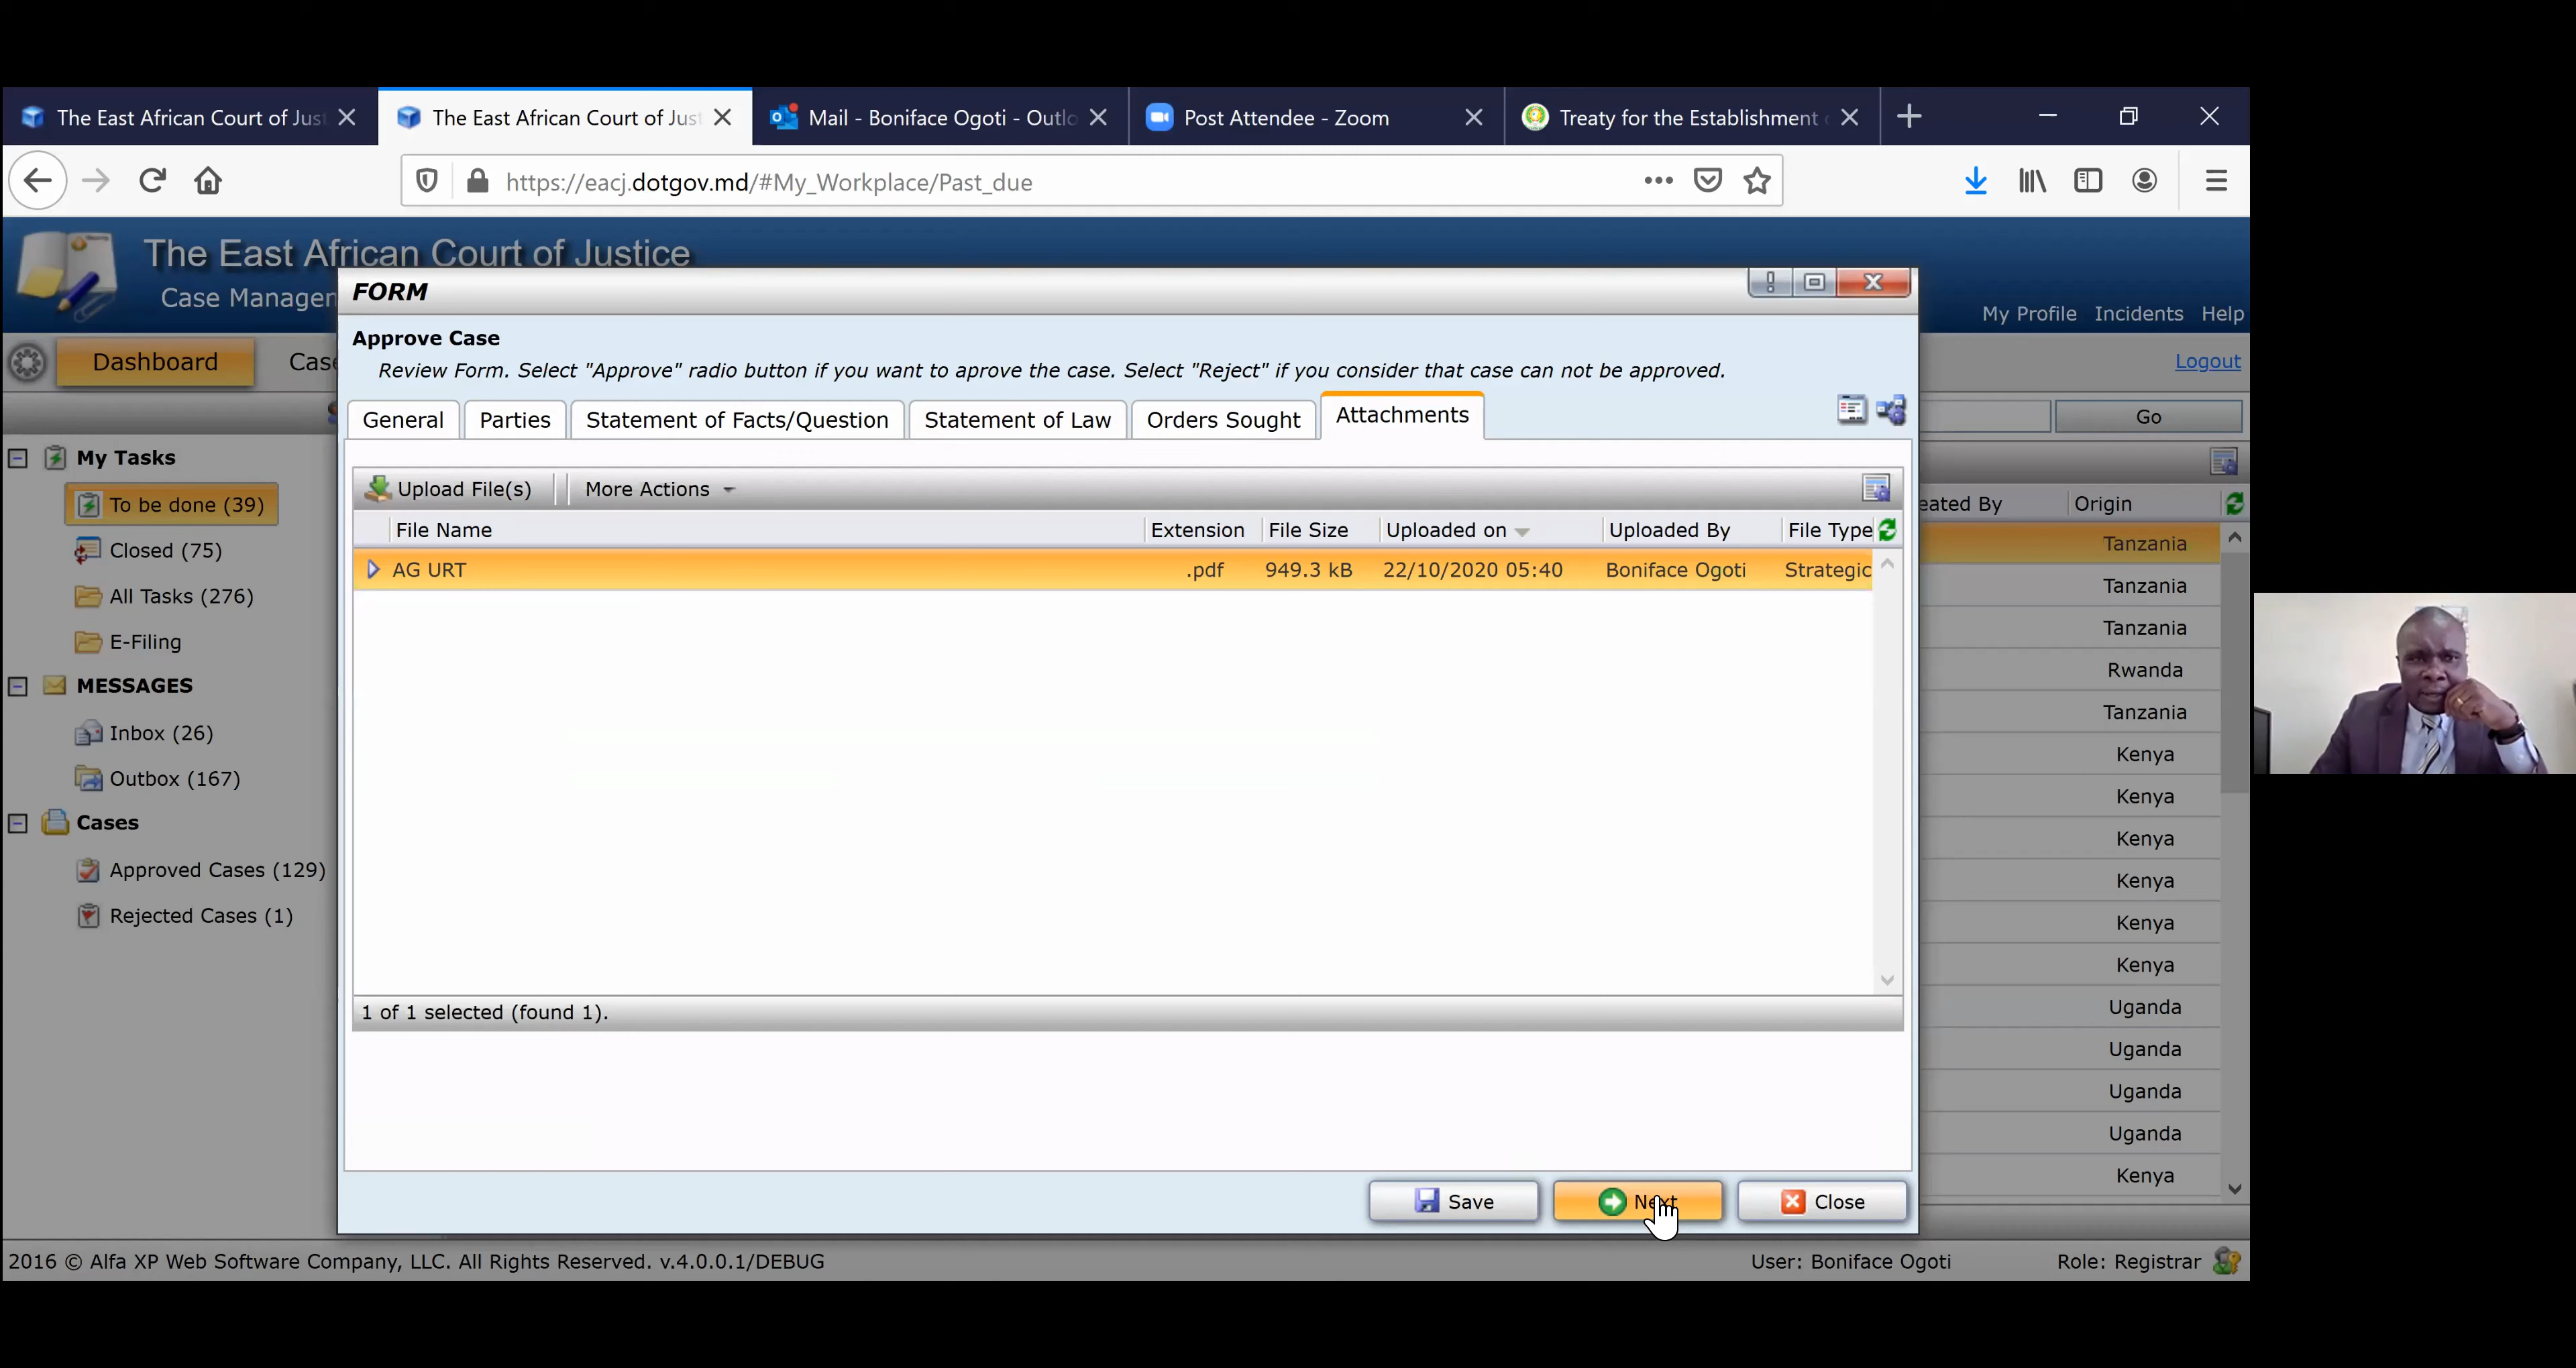 The East African Court of Jus
The East African Court of Just
Mail - Boniface Ogoti - Outlo
Post Attendee - Zoom
Treaty for the Establishment
https://eacj.dotgov.md/#My_Workplace/Past_due
The East African Court of Justice
Case Manager
My Profile Incidents Help
FORM
Approve Case
Review Form. Select "Approve" radio button if you want to aprove the case. Select "Reject" if you consider that case can not be approved.
Dashboard
Case
Logout
General Parties Statement of Facts/Question Statement of Law Orders Sought Attachments
Go
My Tasks
To be done (39)
Closed (75)
All Tasks (276)
E-Filing
MESSAGES
Inbox (26)
Outbox (167)
Cases
Approved Cases (129)
Rejected Cases (1)
Upload File(s) More Actions
File Name Extension File Size Uploaded on Uploaded By File Type
AG URT .pdf 949.3 kB 22/10/2020 05:40 Boniface Ogoti Strategic
1 of 1 selected (found 1).
eated By Origin
Tanzania
Tanzania
Tanzania
Rwanda
Tanzania
Kenya
Kenya
Kenya
Kenya
Kenya
Kenya
Uganda
Uganda
Uganda
Uganda
Kenya
Save Next Close
2016 © Alfa XP Web Software Company, LLC. All Rights Reserved. v.4.0.0.1/DEBUG
User: Boniface Ogoti
Role: Registrar